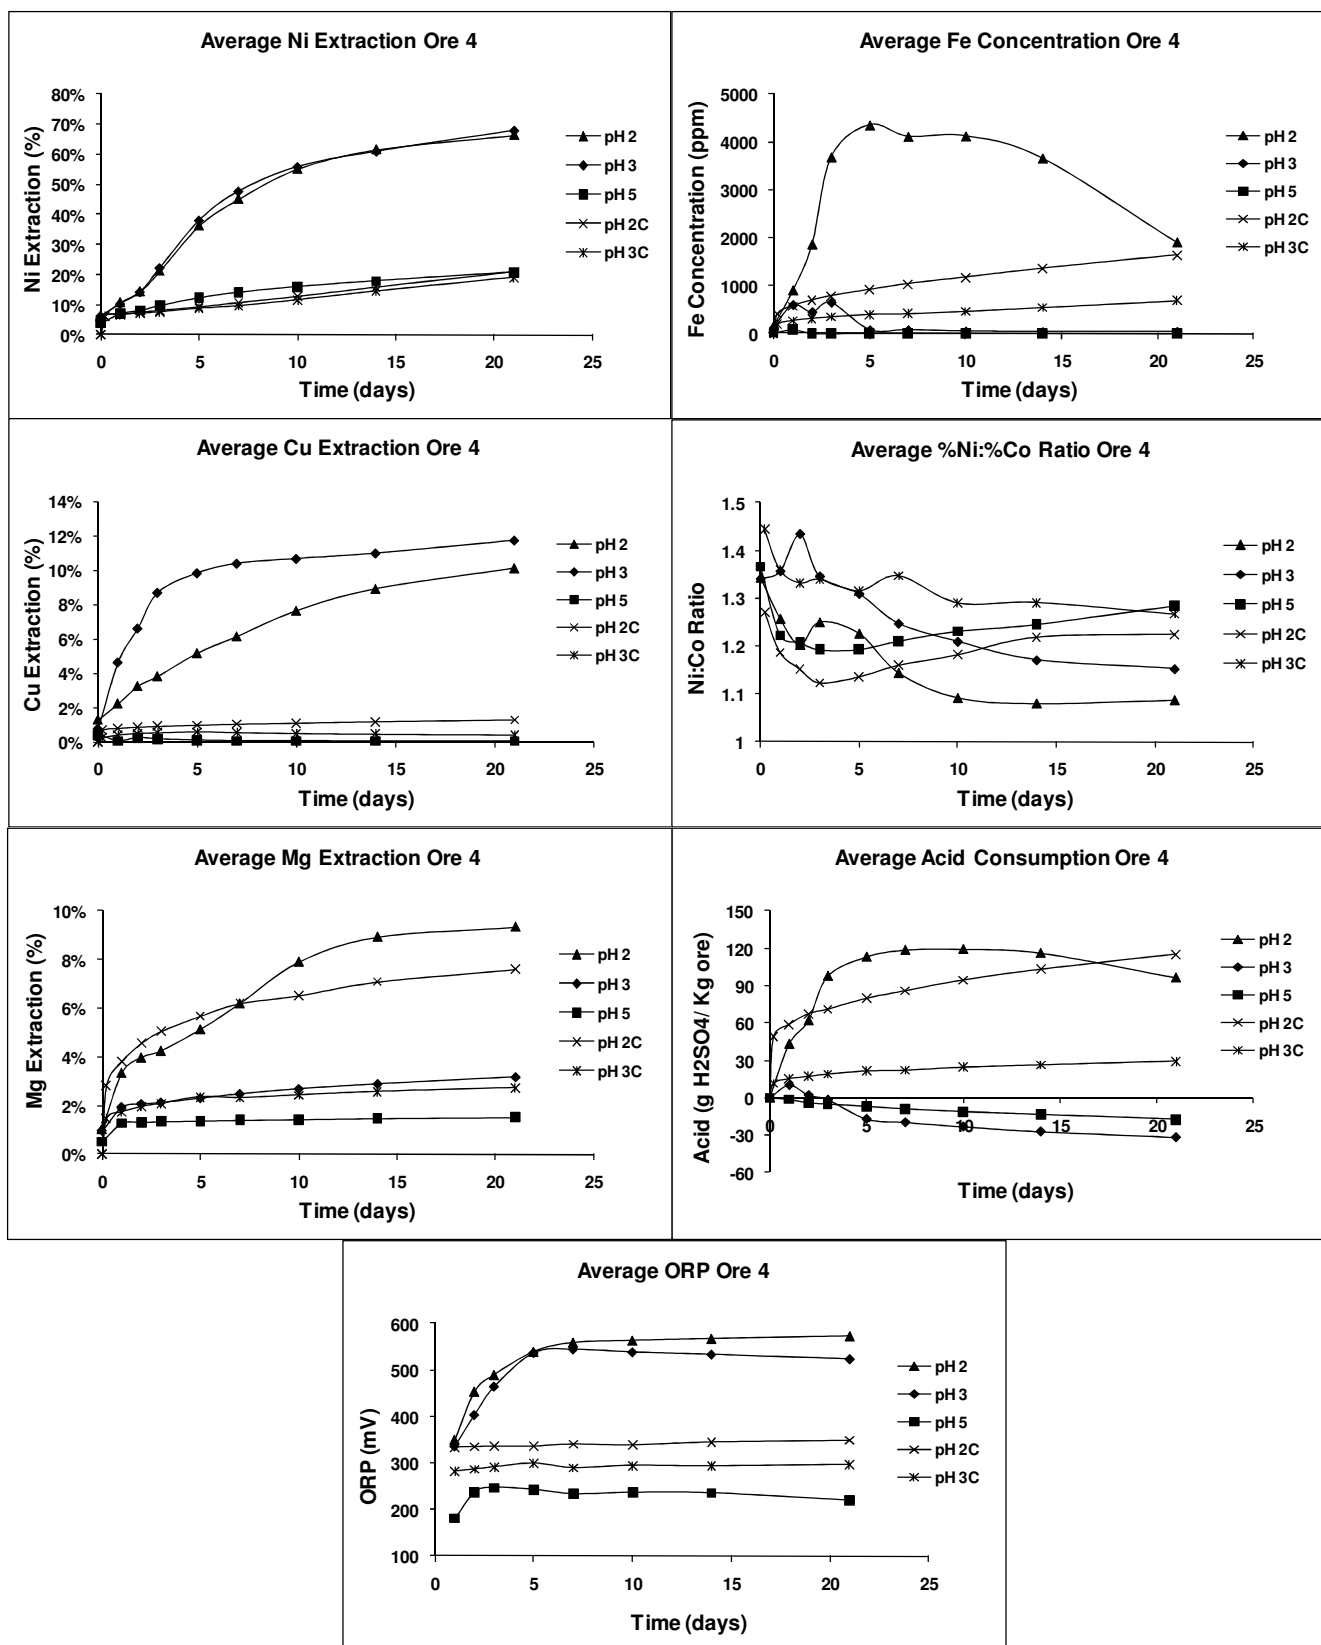 Average Ni Extraction Ore 4
Ni Extraction (%)
80%
70%
60%
50%
40%
30%
20%
10%
0%
0 5 10 15 20 25
Time (days)
pH 2
pH 3
pH 5
pH 2C
pH 3C
Average Fe Concentration Ore 4
Fe Concentration (ppm)
5000
4000
3000
2000
1000
0
0 5 10 15 20 25
Time (days)
pH 2
pH 3
pH 5
pH 2C
pH 3C
Average Cu Extraction Ore 4
Cu Extraction (%)
14%
12%
10%
8%
6%
4%
2%
0%
0 5 10 15 20 25
Time (days)
pH 2
pH 3
pH 5
pH 2C
pH 3C
Average %Ni:%Co Ratio Ore 4
Ni:Co Ratio
1.5
1.4
1.3
1.2
1.1
1
0 5 10 15 20 25
Time (days)
pH 2
pH 3
pH 5
pH 2C
pH 3C
Average Mg Extraction Ore 4
Mg Extraction (%)
10%
8%
6%
4%
2%
0%
0 5 10 15 20 25
Time (days)
pH 2
pH 3
pH 5
pH 2C
pH 3C
Average Acid Consumption Ore 4
Acid (g H2SO4/ Kg ore)
150
120
90
60
30
0
-30
-60
0 5 10 15 20 25
Time (days)
pH 2
pH 3
pH 5
pH 2C
pH 3C
Average ORP Ore 4
ORP (mV)
600
500
400
300
200
100
0 5 10 15 20 25
Time (days)
pH 2
pH 3
pH 5
pH 2C
pH 3C